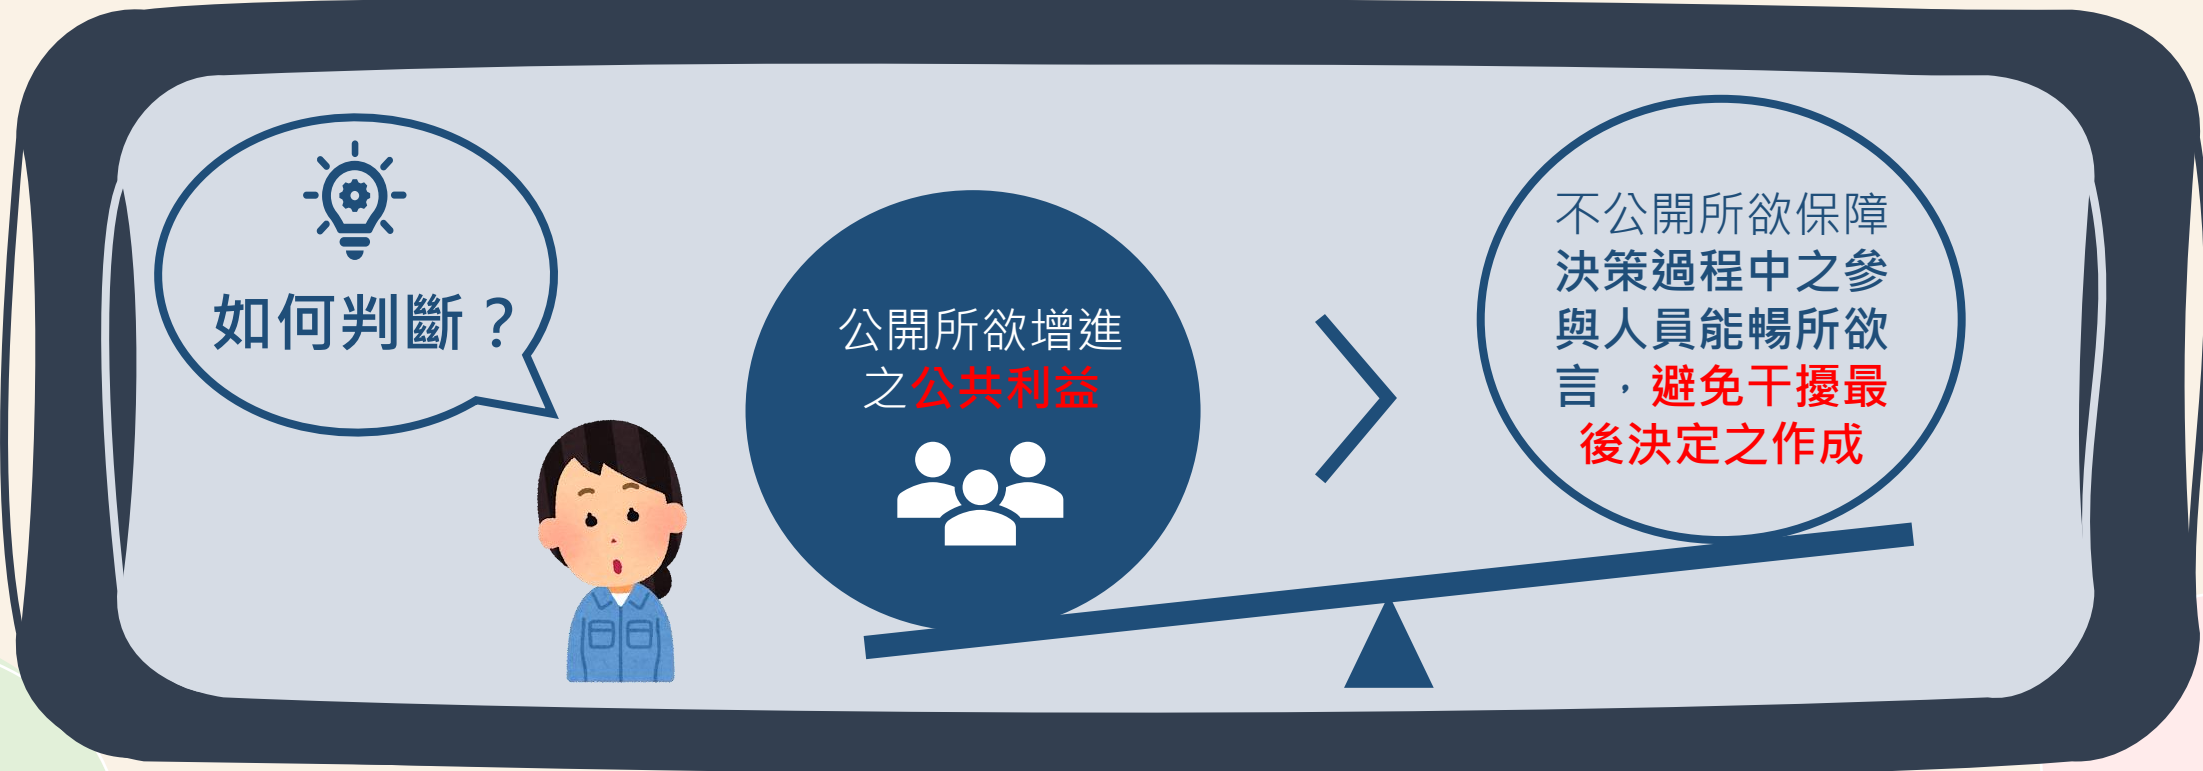 如何判斷？
公開所欲增進
之公共利益
不公開所欲保障
決策過程中之參
與人員能暢所欲
言，避免干擾最
後決定之作成